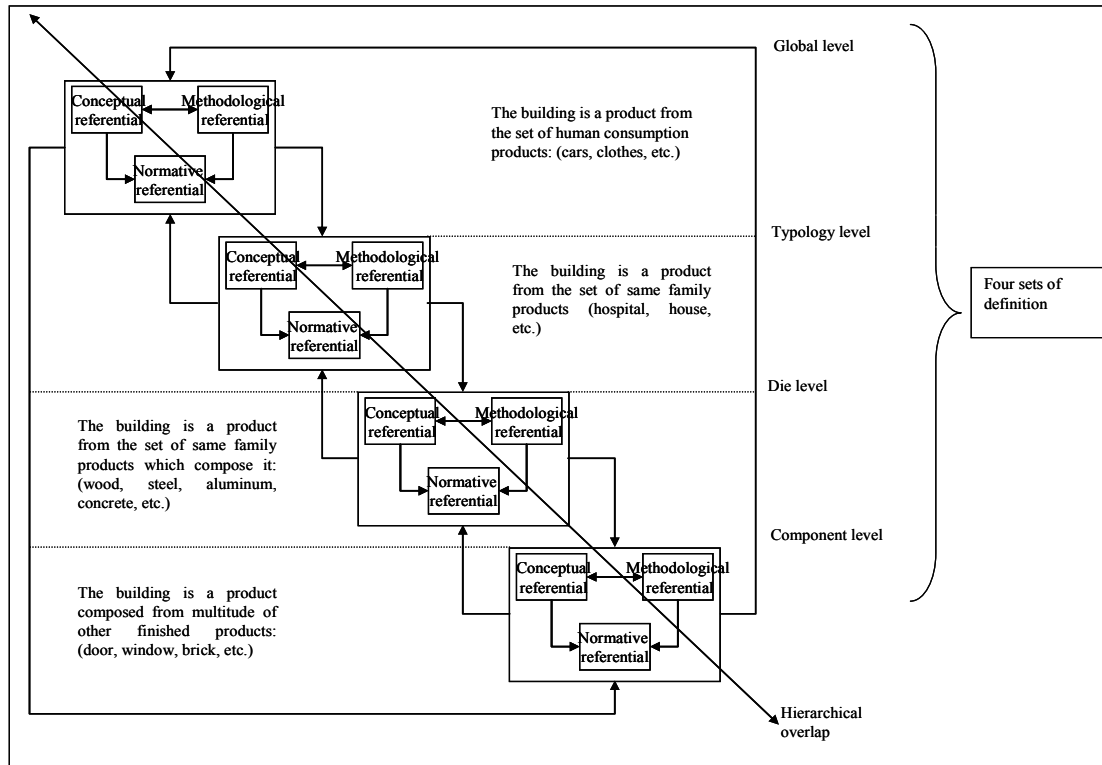 Global level
Conceptual
referential
Methodological
referential
Normative
referential
The building is a product from
the set of human consumption
products: (cars, clothes, etc.)
Typology level
Conceptual
referential
Methodological
referential
Normative
referential
The building is a product
from the set of same family
products (hospital, house,
etc.)
Four sets of
definition
Die level
Conceptual
referential
Methodological
referential
Normative
referential
The building is a product
from the set of same family
products which compose it:
(wood, steel, aluminum,
concrete, etc.)
Component level
Conceptual
referential
Methodological
referential
Normative
referential
The building is a product
composed from multitude of
other finished products:
(door, window, brick, etc.)
Hierarchical
overlap